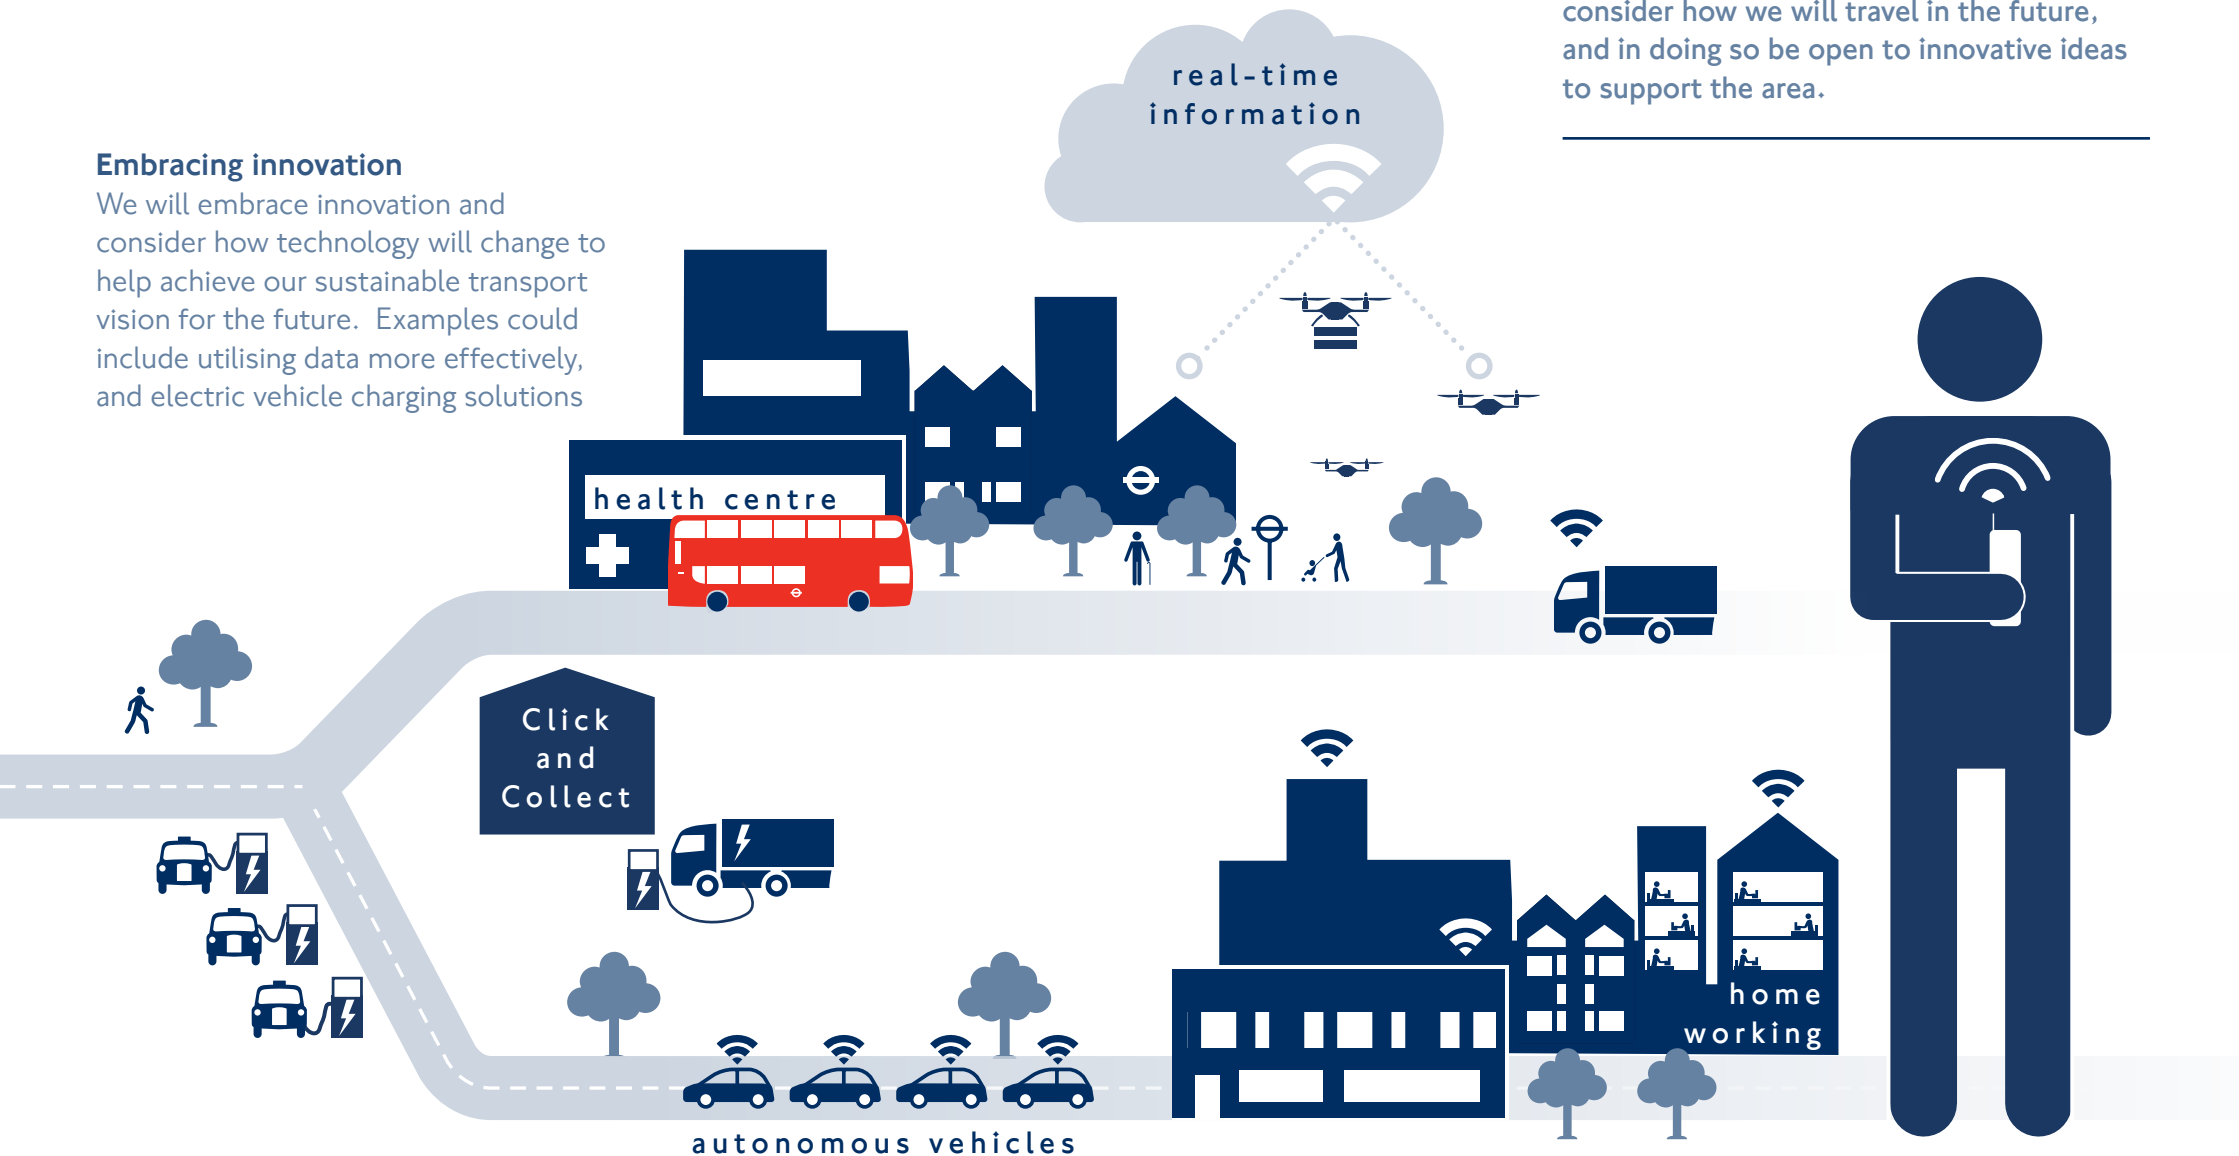 consider how we will travel in the future,
and in doing so be open to innovative ideas
to support the area.
real-time
information
Embracing innovation
We will embrace innovation and
consider how technology will change to
help achieve our sustainable transport
vision for the future.  Examples could
include utilising data more effectively,
and electric vehicle charging solutions
health centre
Click
and
Collect
home
working
autonomous vehicles